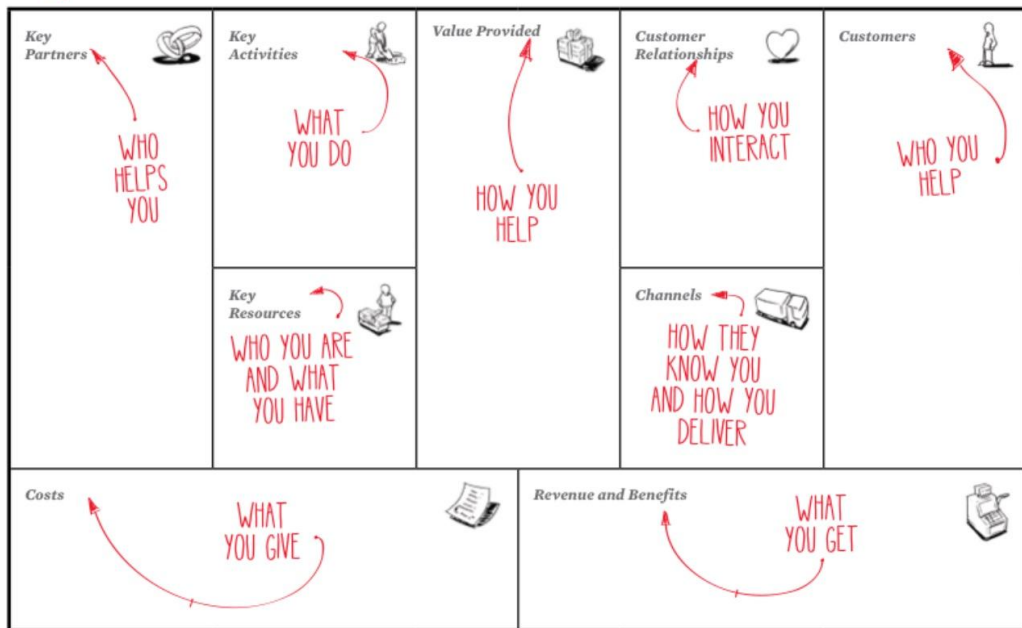 Key
Partners
WHO
HELPS
YOU
Key
Activities
WHAT
YOU DO
Key
Resources
WHO YOU ARE
AND WHAT
YOU HAVE
Value Provided
HOW YOU
HELP
Customer
Relationships
HOW YOU
INTERACT
Channels
HOW THEY
KNOW YOU
AND HOW YOU
DELIVER
Customers
WHO YOU
HELP
Costs
WHAT
YOU GIVE
Revenue and Benefits
WHAT
YOU GET